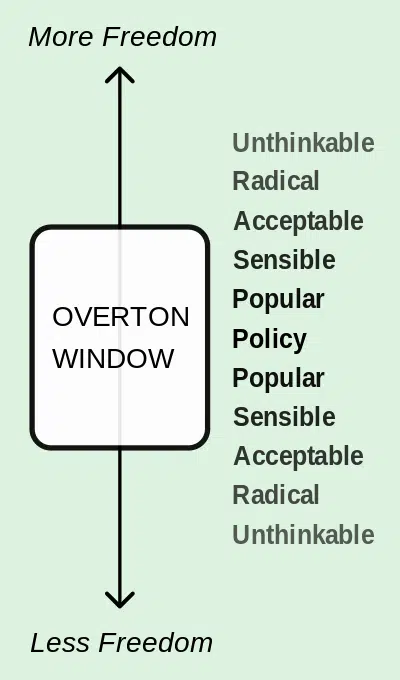 More Freedom
Unthinkable
Radical
Acceptable
Sensible
Popular
Policy
Popular
Sensible
Acceptable
Radical
Unthinkable
OVERTON
WINDOW
Less Freedom